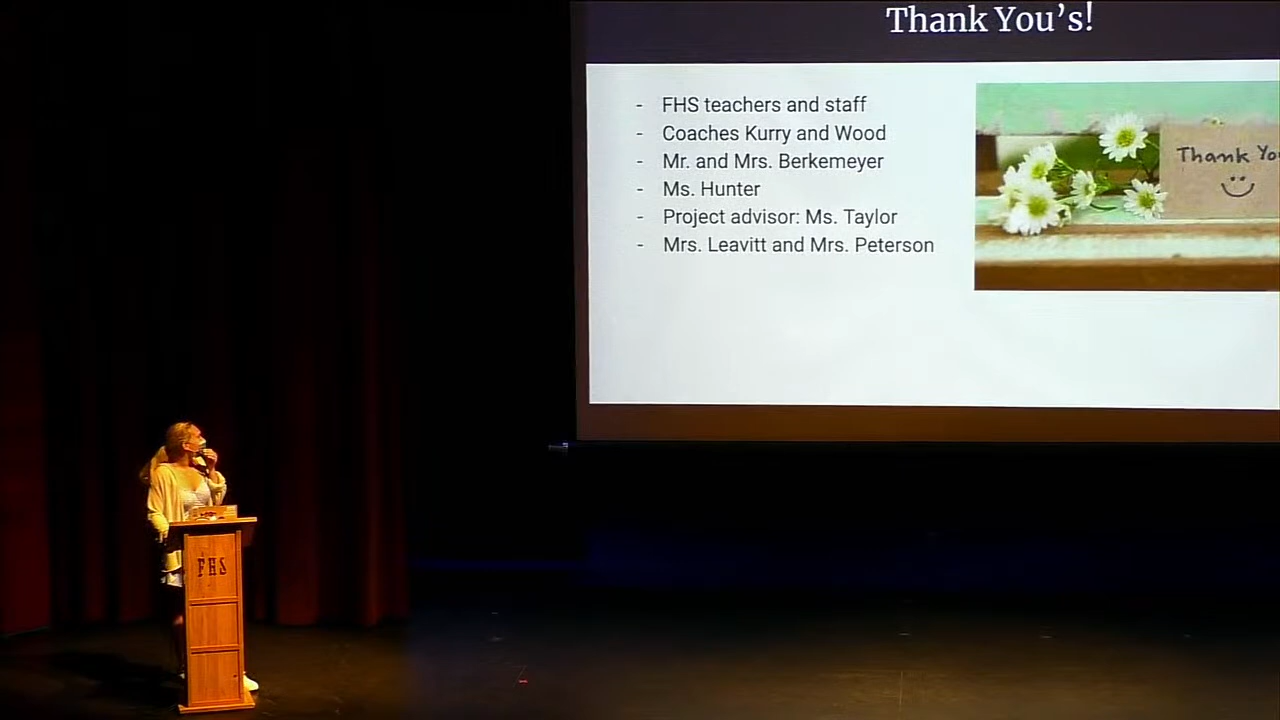 Thank You's!
- FHS teachers and staff
- Coaches Kurry and Wood
- Mr. and Mrs. Berkemeyer
- Ms. Hunter
- Project advisor: Ms. Taylor
- Mrs. Leavitt and Mrs. Peterson
Thank You
FHS